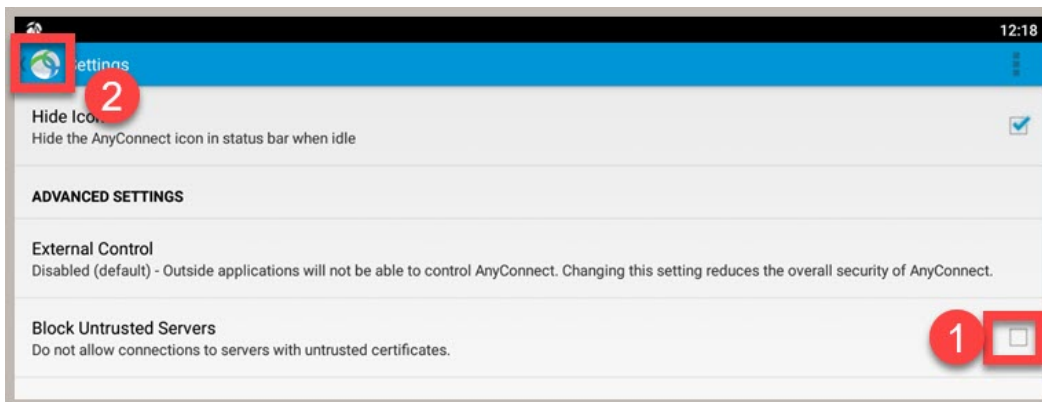 12:18
Settings
2
Hide Icon
Hide the AnyConnect icon in status bar when idle
ADVANCED SETTINGS
External Control
Disabled (default) - Outside applications will not be able to control AnyConnect. Changing this setting reduces the overall security of AnyConnect.
Block Untrusted Servers
Do not allow connections to servers with untrusted certificates.
1